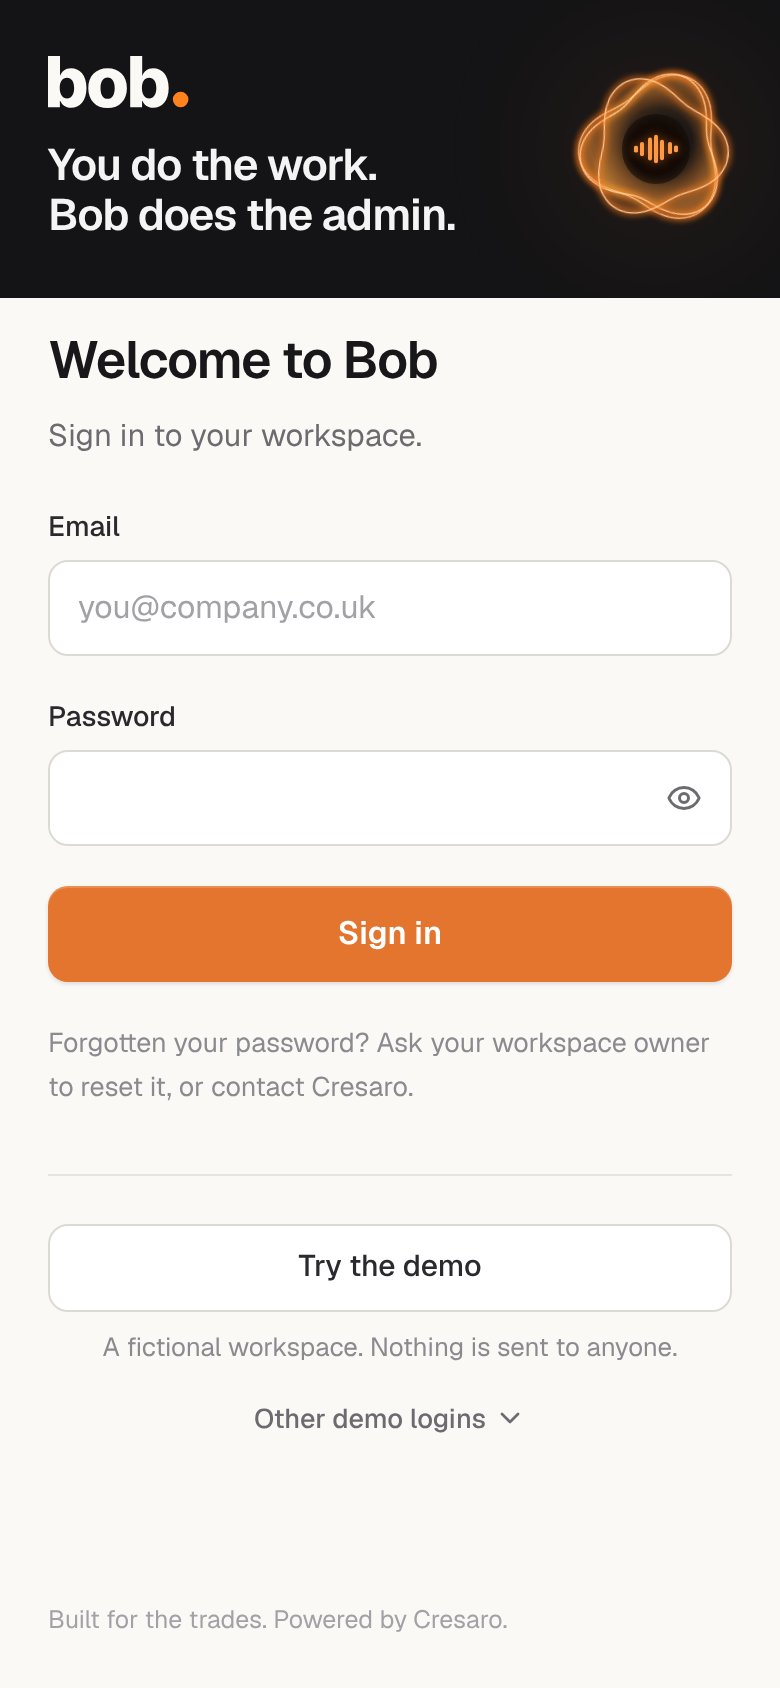 bob.
You do the work.
Bob does the admin.
Welcome to Bob
Sign in to your workspace.
Email
you@company.co.uk
Password
Sign in
Forgotten your password? Ask your workspace owner
to reset it, or contact Cresaro.
Try the demo
A fictional workspace. Nothing is sent to anyone.
Other demo logins
Built for the trades. Powered by Cresaro.